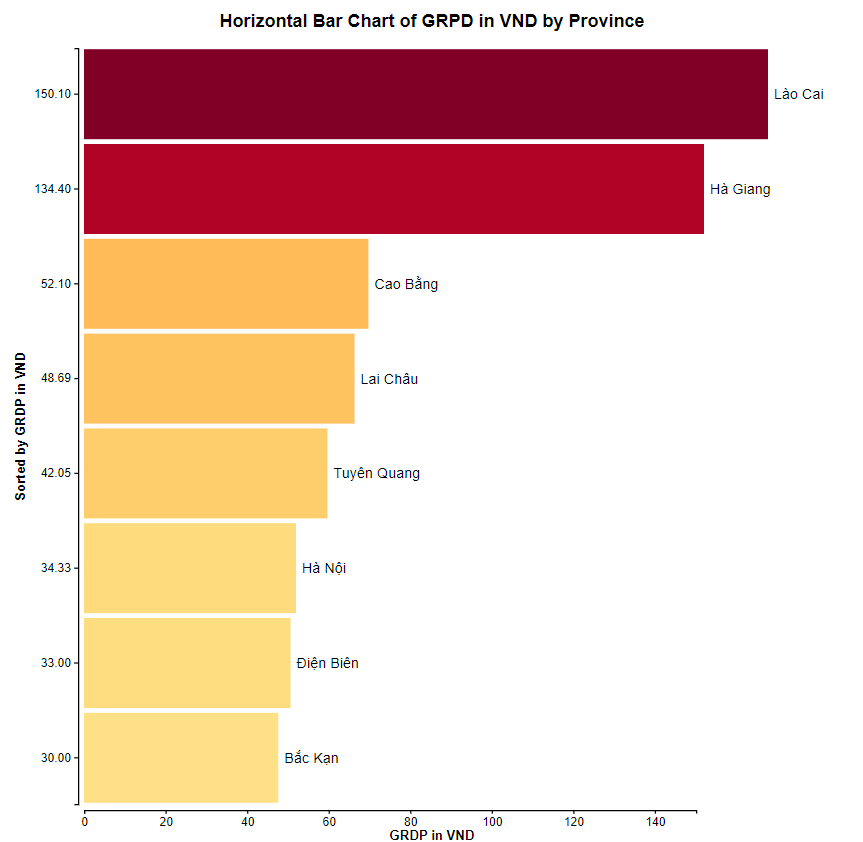 Horizontal Bar Chart of GRPD in VND by Province
150.10
Lào Cai
134.40
Hà Giang
52.10
Cao Bằng
48.69
Lai Châu
42.05
Tuyên Quang
34.33
Hà Nội
33.00
Điện Biên
30.00
Bắc Kạn
Sorted by GRDP in VND
0 20 40 60 80 100 120 140
GRDP in VND